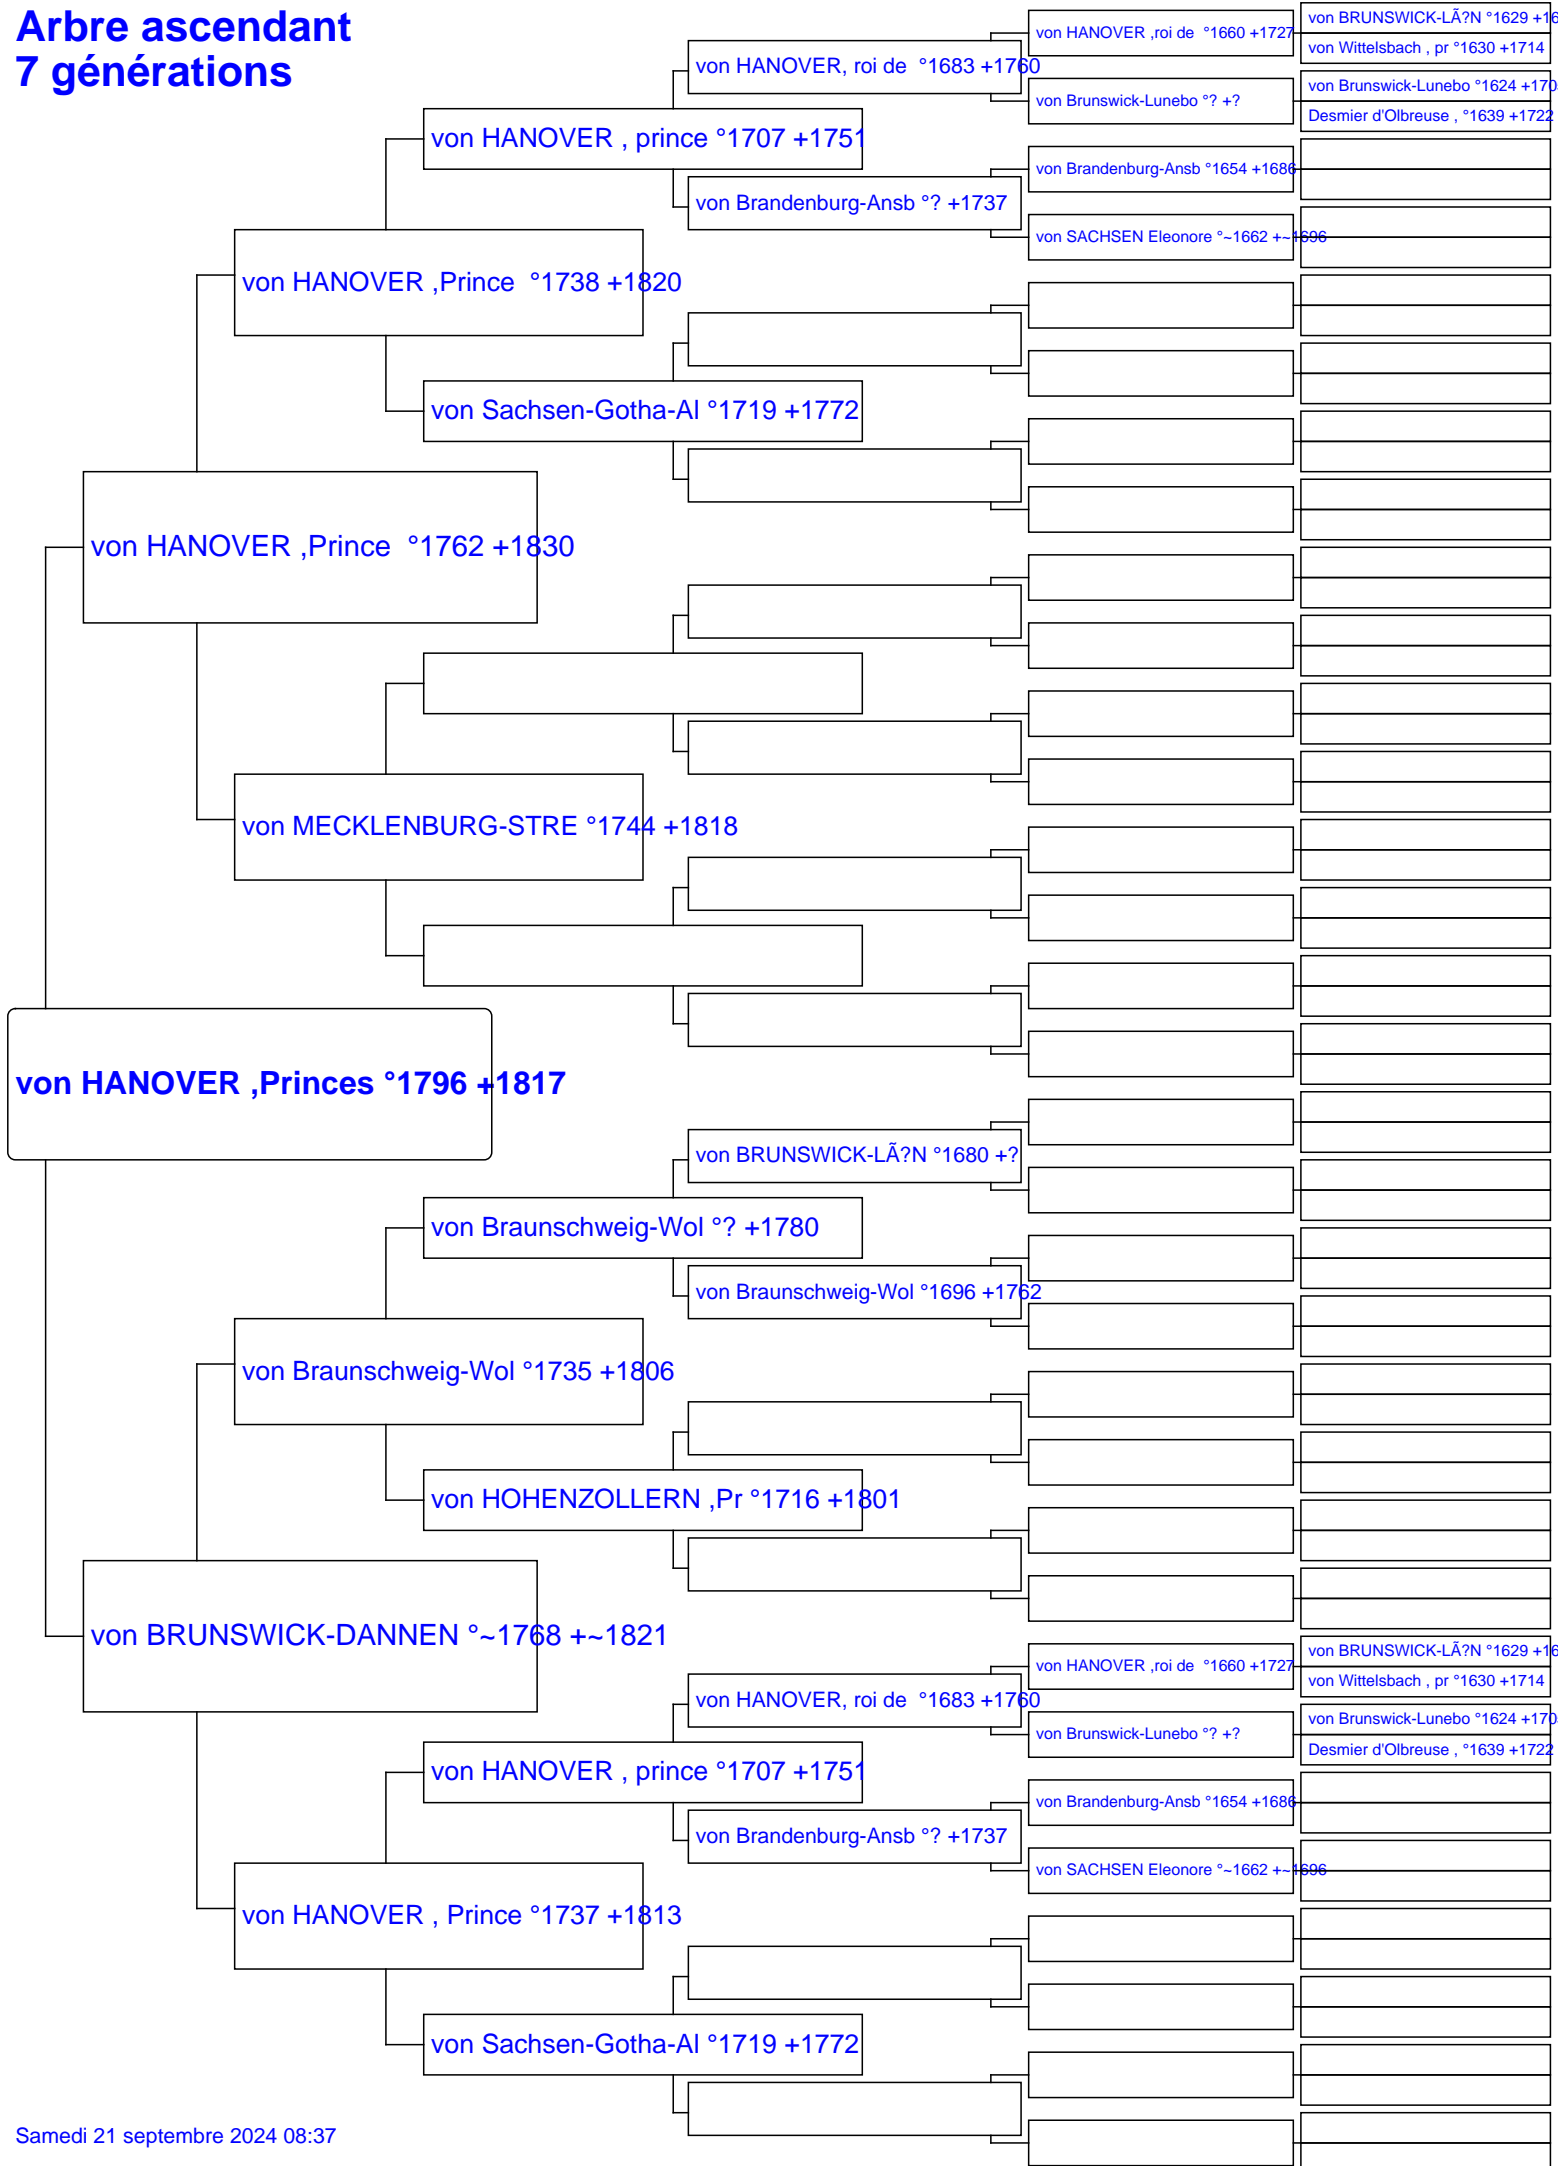 Arbre ascendant
7 générations
von BRUNSWICK-LÃ?N °1629 +16
von HANOVER ,roi de  °1660 +1727
von Wittelsbach , pr °1630 +1714
von HANOVER, roi de  °1683 +1760
von Brunswick-Lunebo °1624 +170
von Brunswick-Lunebo °? +?
Desmier d'Olbreuse , °1639 +1722
von HANOVER , prince °1707 +1751
von Brandenburg-Ansb °1654 +1686
von Brandenburg-Ansb °? +1737
von SACHSEN Eleonore °~1662 +~1696
von HANOVER ,Prince  °1738 +1820
von Sachsen-Gotha-Al °1719 +1772
von HANOVER ,Prince  °1762 +1830
von MECKLENBURG-STRE °1744 +1818
von HANOVER ,Princes °1796 +1817
von BRUNSWICK-LÃ?N °1680 +?
von Braunschweig-Wol °? +1780
von Braunschweig-Wol °1696 +1762
von Braunschweig-Wol °1735 +1806
von HOHENZOLLERN ,Pr °1716 +1801
von BRUNSWICK-DANNEN °~1768 +~1821
von BRUNSWICK-LÃ?N °1629 +16
von HANOVER ,roi de  °1660 +1727
von Wittelsbach , pr °1630 +1714
von HANOVER, roi de  °1683 +1760
von Brunswick-Lunebo °1624 +170
von Brunswick-Lunebo °? +?
Desmier d'Olbreuse , °1639 +1722
von HANOVER , prince °1707 +1751
von Brandenburg-Ansb °1654 +1686
von Brandenburg-Ansb °? +1737
von SACHSEN Eleonore °~1662 +~1696
von HANOVER , Prince °1737 +1813
von Sachsen-Gotha-Al °1719 +1772
Samedi 21 septembre 2024 08:37